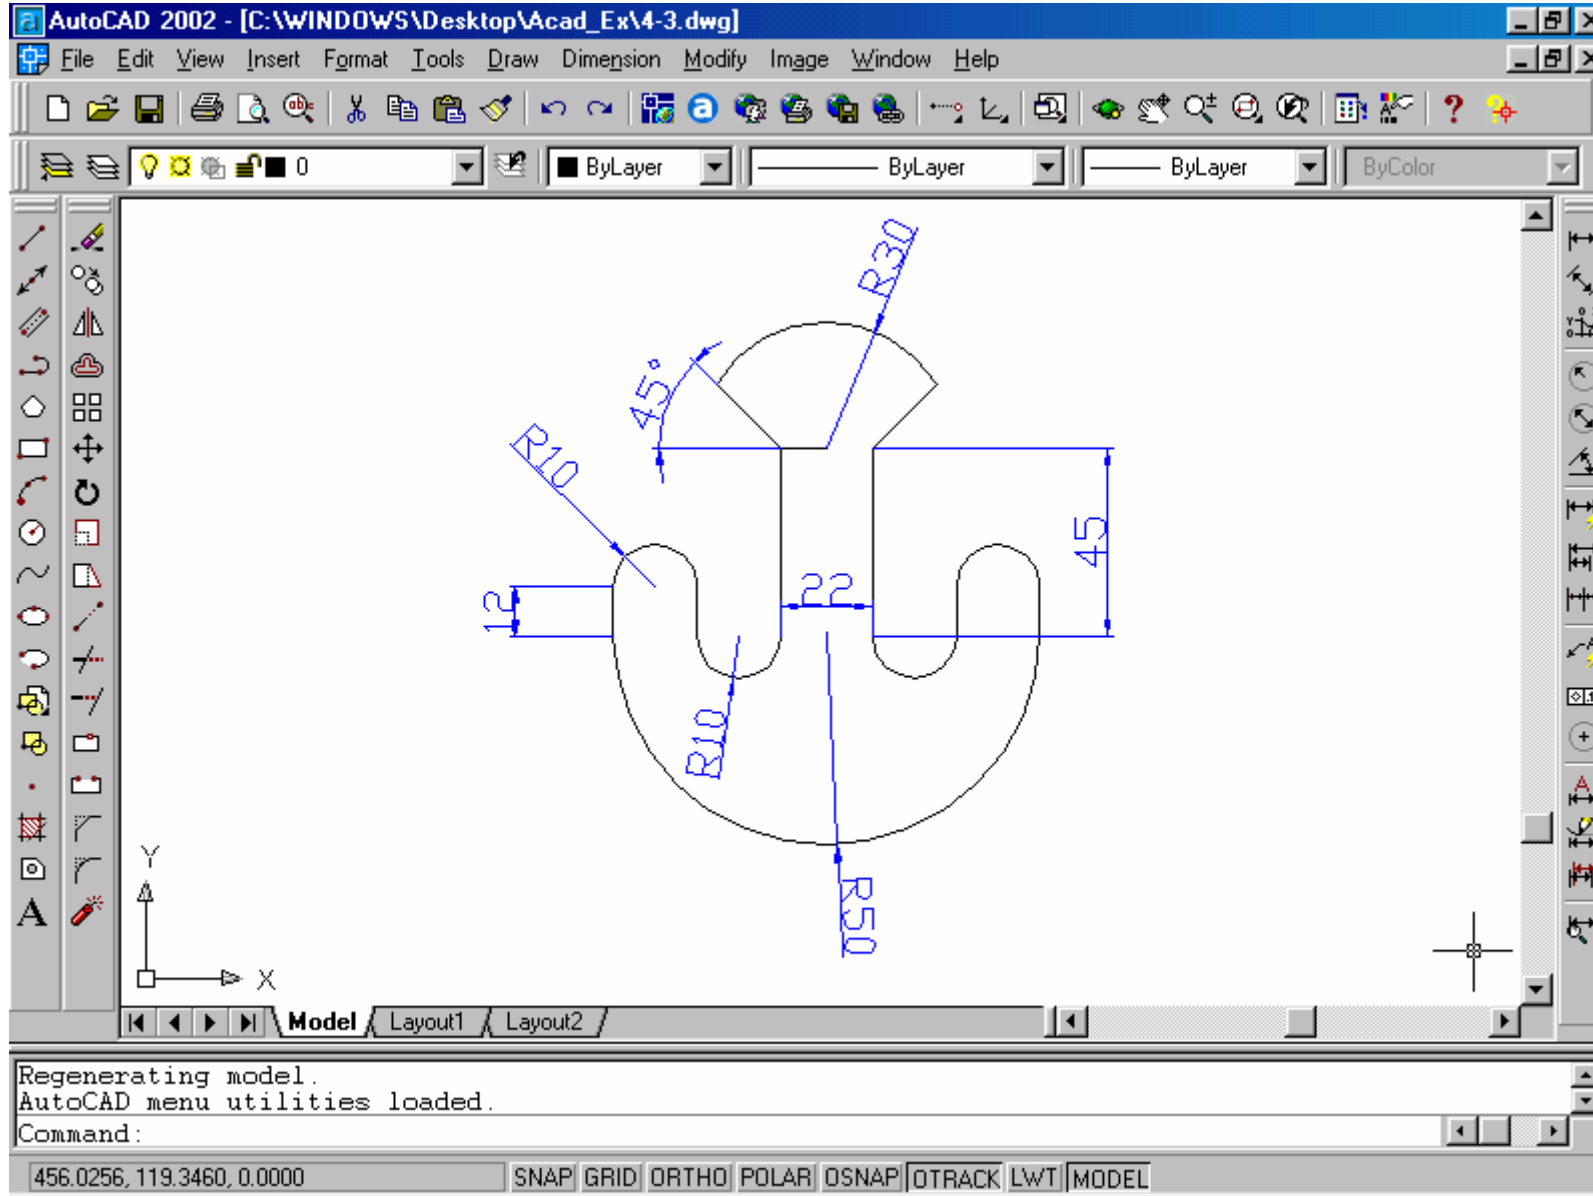 AutoCAD 2002 - [C:\WINDOWS\Desktop\Acad_Ex\4-3.dwg]
File Edit View Insert Format Tools Draw Dimension Modify Image Window Help
0 ByLayer ByLayer ByLayer ByColor
R30
45°
R10
45
22
12
R10
R50
Y
X
Model Layout1 Layout2
Regenerating model.
AutoCAD menu utilities loaded.
Command:
456.0256, 119.3460, 0.0000 SNAP GRID ORTHO POLAR OSNAP OTRACK LWT MODEL